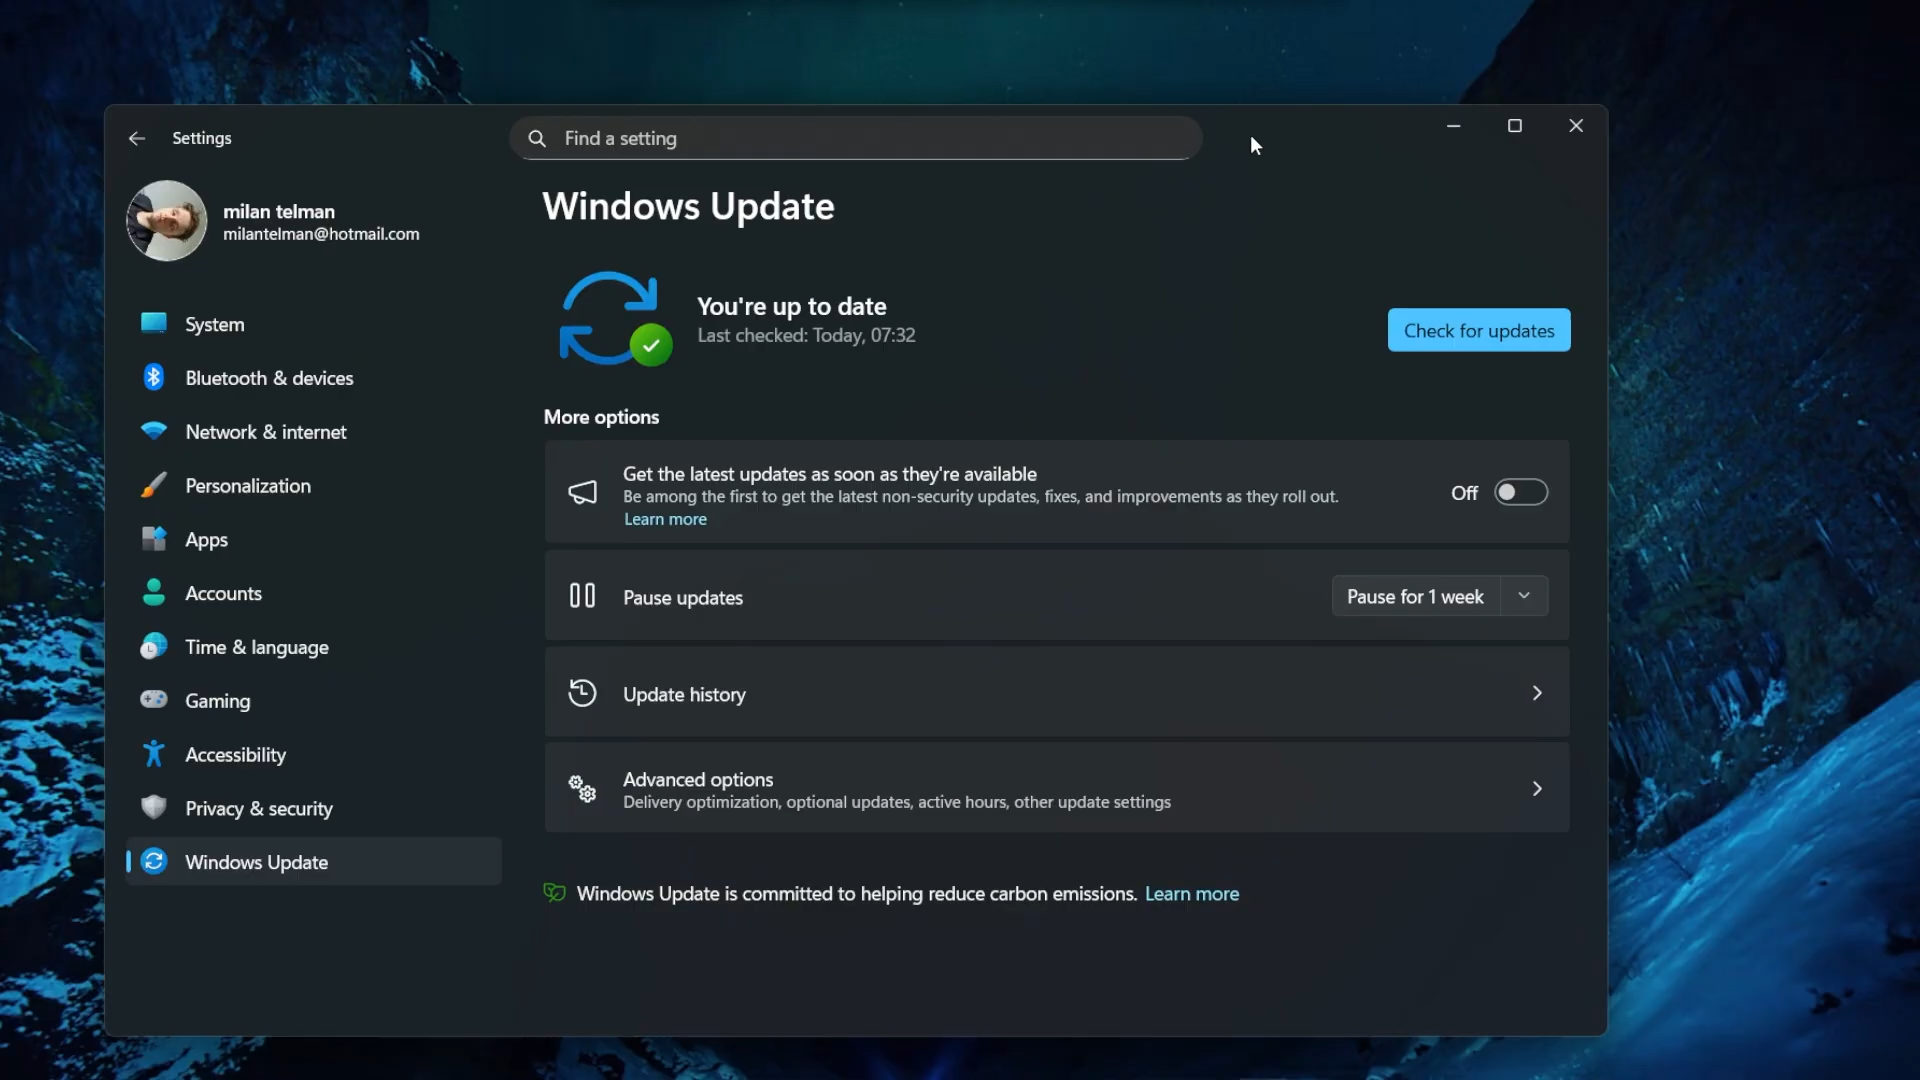 Settings
Find a setting
milan telman
milantelman@hotmail.com
System
Bluetooth & devices
Network & internet
Personalization
Apps
Accounts
Time & language
Gaming
Accessibility
Privacy & security
Windows Update
Windows Update
You're up to date
Last checked: Today, 07:32
Check for updates
More options
Get the latest updates as soon as they're available
Be among the first to get the latest non-security updates, fixes, and improvements as they roll out.
Learn more
Off
Pause updates
Pause for 1 week
Update history
Advanced options
Delivery optimization, optional updates, active hours, other update settings
Windows Update is committed to helping reduce carbon emissions. Learn more